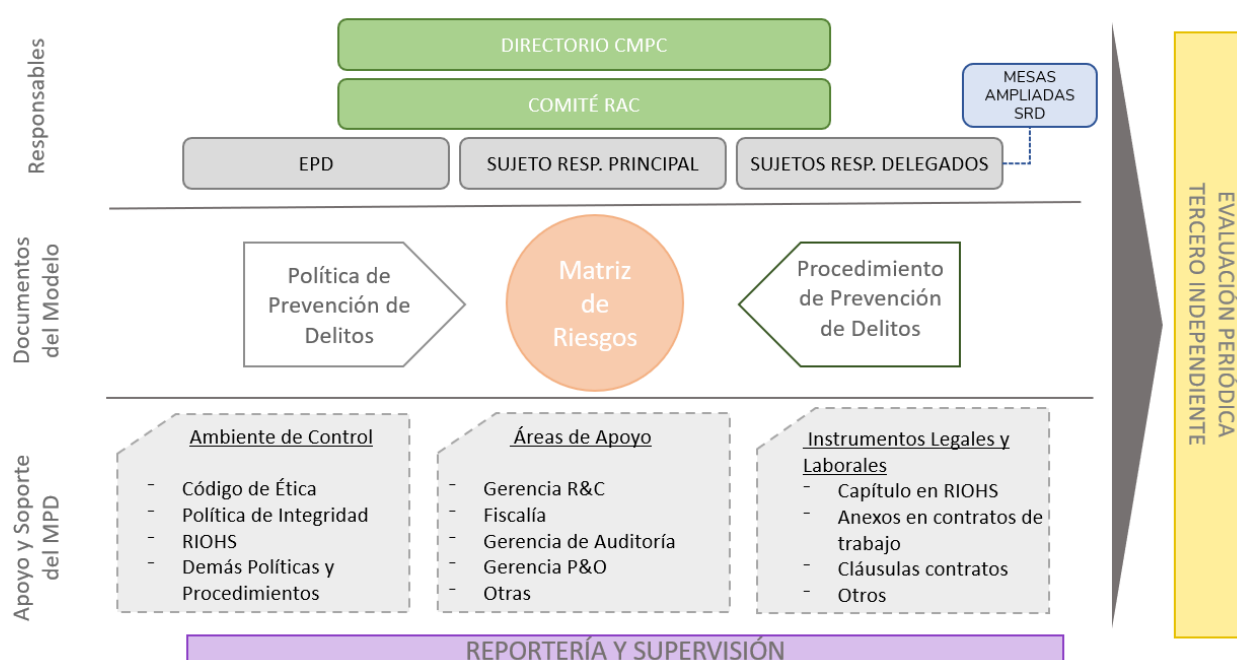 Responsables
DIRECTORIO CMPC
COMITÉ RAC
MESAS
AMPLIADAS
SRD
EPD
SUJETO RESP. PRINCIPAL
SUJETOS RESP. DELEGADOS
Documentos
del Modelo
Política de
Prevención de
Delitos
Matriz
de
Riesgos
Procedimiento
de Prevención
de Delitos
Apoyo y Soporte
del MPD
Ambiente de Control
- Código de Ética
- Política de Integridad
- RIOHS
- Demás Políticas y
Procedimientos
Áreas de Apoyo
- Gerencia R&C
- Fiscalía
- Gerencia de Auditoría
- Gerencia P&O
- Otras
Instrumentos Legales y
Laborales
- Capítulo en RIOHS
- Anexos en contratos de
trabajo
- Cláusulas contratos
- Otros
REPORTERÍA Y SUPERVISIÓN
EVALUACIÓN PERIÓDICA
TERCERO INDEPENDIENTE